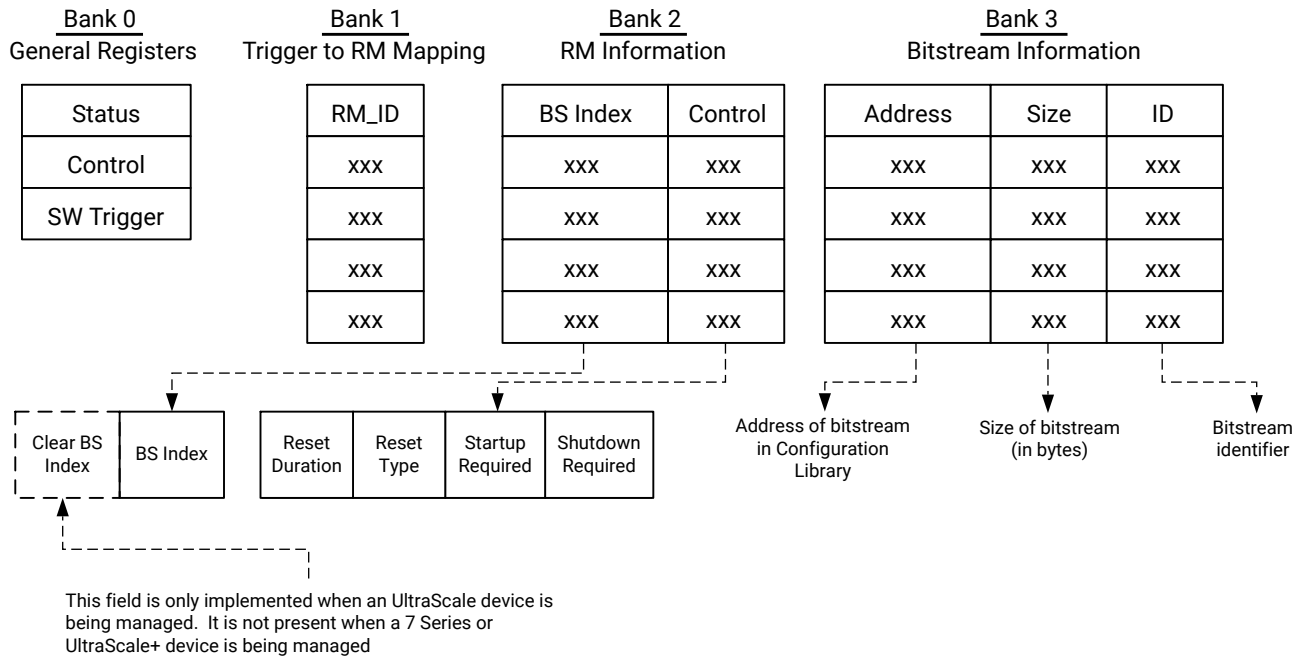 Bank 0
General Registers
Bank 1
Trigger to RM Mapping
Bank 2
RM Information
Bank 3
Bitstream Information
Status
Control
SW Trigger
RM_ID
xxx
xxx
xxx
xxx
BS Index Control
xxx xxx
xxx xxx
xxx xxx
xxx xxx
Address Size ID
xxx xxx xxx
xxx xxx xxx
xxx xxx xxx
xxx xxx xxx
Clear BS
Index
BS Index
Reset
Duration
Reset
Type
Startup
Required
Shutdown
Required
Address of bitstream
in Configuration
Library
Size of bitstream
(in bytes)
Bitstream
identifier
This field is only implemented when an UltraScale device is
being managed. It is not present when a 7 Series or
UltraScale+ device is being managed